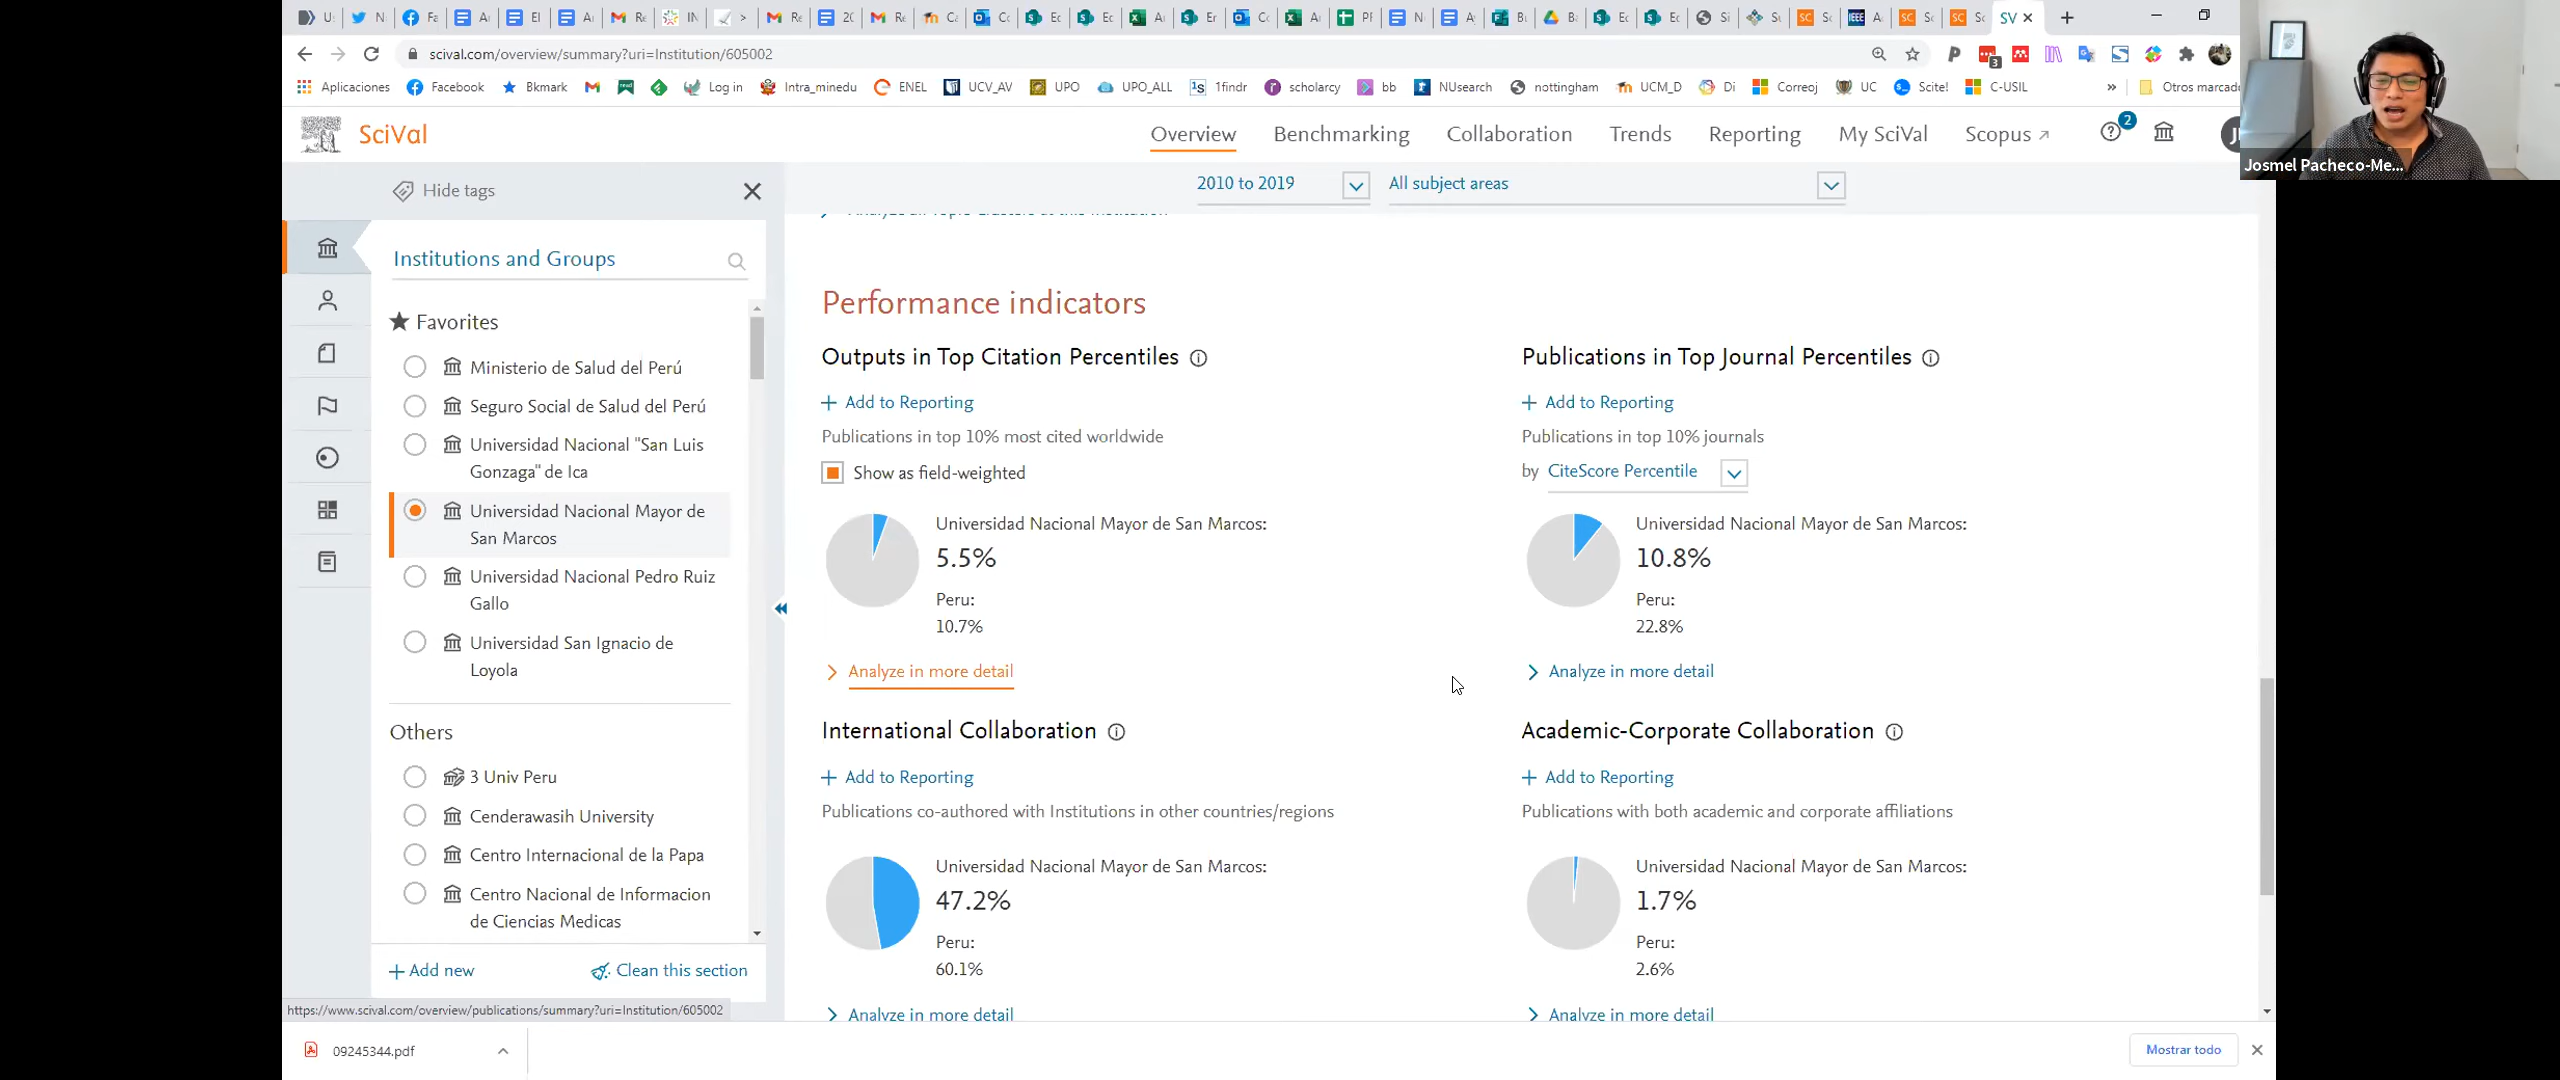 scival.com/overview/summary?uri=Institution/605002
Aplicaciones Facebook Bkmark Log in Intra_minedu ENEL UCV_AV UPO UPO_ALL 1findr scholarcy bb NUsearch nottingham UCM_D Di Correoj UC Scite! C-USIL » Otros marcado
SciVal
Overview Benchmarking Collaboration Trends Reporting My SciVal Scopus ↗ 2
Josmel Pacheco-Me...
Hide tags
2010 to 2019 All subject areas
Institutions and Groups
Favorites
Ministerio de Salud del Perú
Seguro Social de Salud del Perú
Universidad Nacional "San Luis
Gonzaga" de Ica
Universidad Nacional Mayor de
San Marcos
Universidad Nacional Pedro Ruiz
Gallo
Universidad San Ignacio de
Loyola
Others
3 Univ Peru
Cenderawasih University
Centro Internacional de la Papa
Centro Nacional de Informacion
de Ciencias Medicas
+ Add new Clean this section
Performance indicators
Outputs in Top Citation Percentiles
+ Add to Reporting
Publications in top 10% most cited worldwide
Show as field-weighted
Universidad Nacional Mayor de San Marcos:
5.5%
Peru:
10.7%
Analyze in more detail
Publications in Top Journal Percentiles
+ Add to Reporting
Publications in top 10% journals
by CiteScore Percentile
Universidad Nacional Mayor de San Marcos:
10.8%
Peru:
22.8%
Analyze in more detail
International Collaboration
+ Add to Reporting
Publications co-authored with Institutions in other countries/regions
Universidad Nacional Mayor de San Marcos:
47.2%
Peru:
60.1%
Analyze in more detail
Academic-Corporate Collaboration
+ Add to Reporting
Publications with both academic and corporate affiliations
Universidad Nacional Mayor de San Marcos:
1.7%
Peru:
2.6%
Analyze in more detail
https://www.scival.com/overview/publications/summary?uri=Institution/605002
09245344.pdf
Mostrar todo